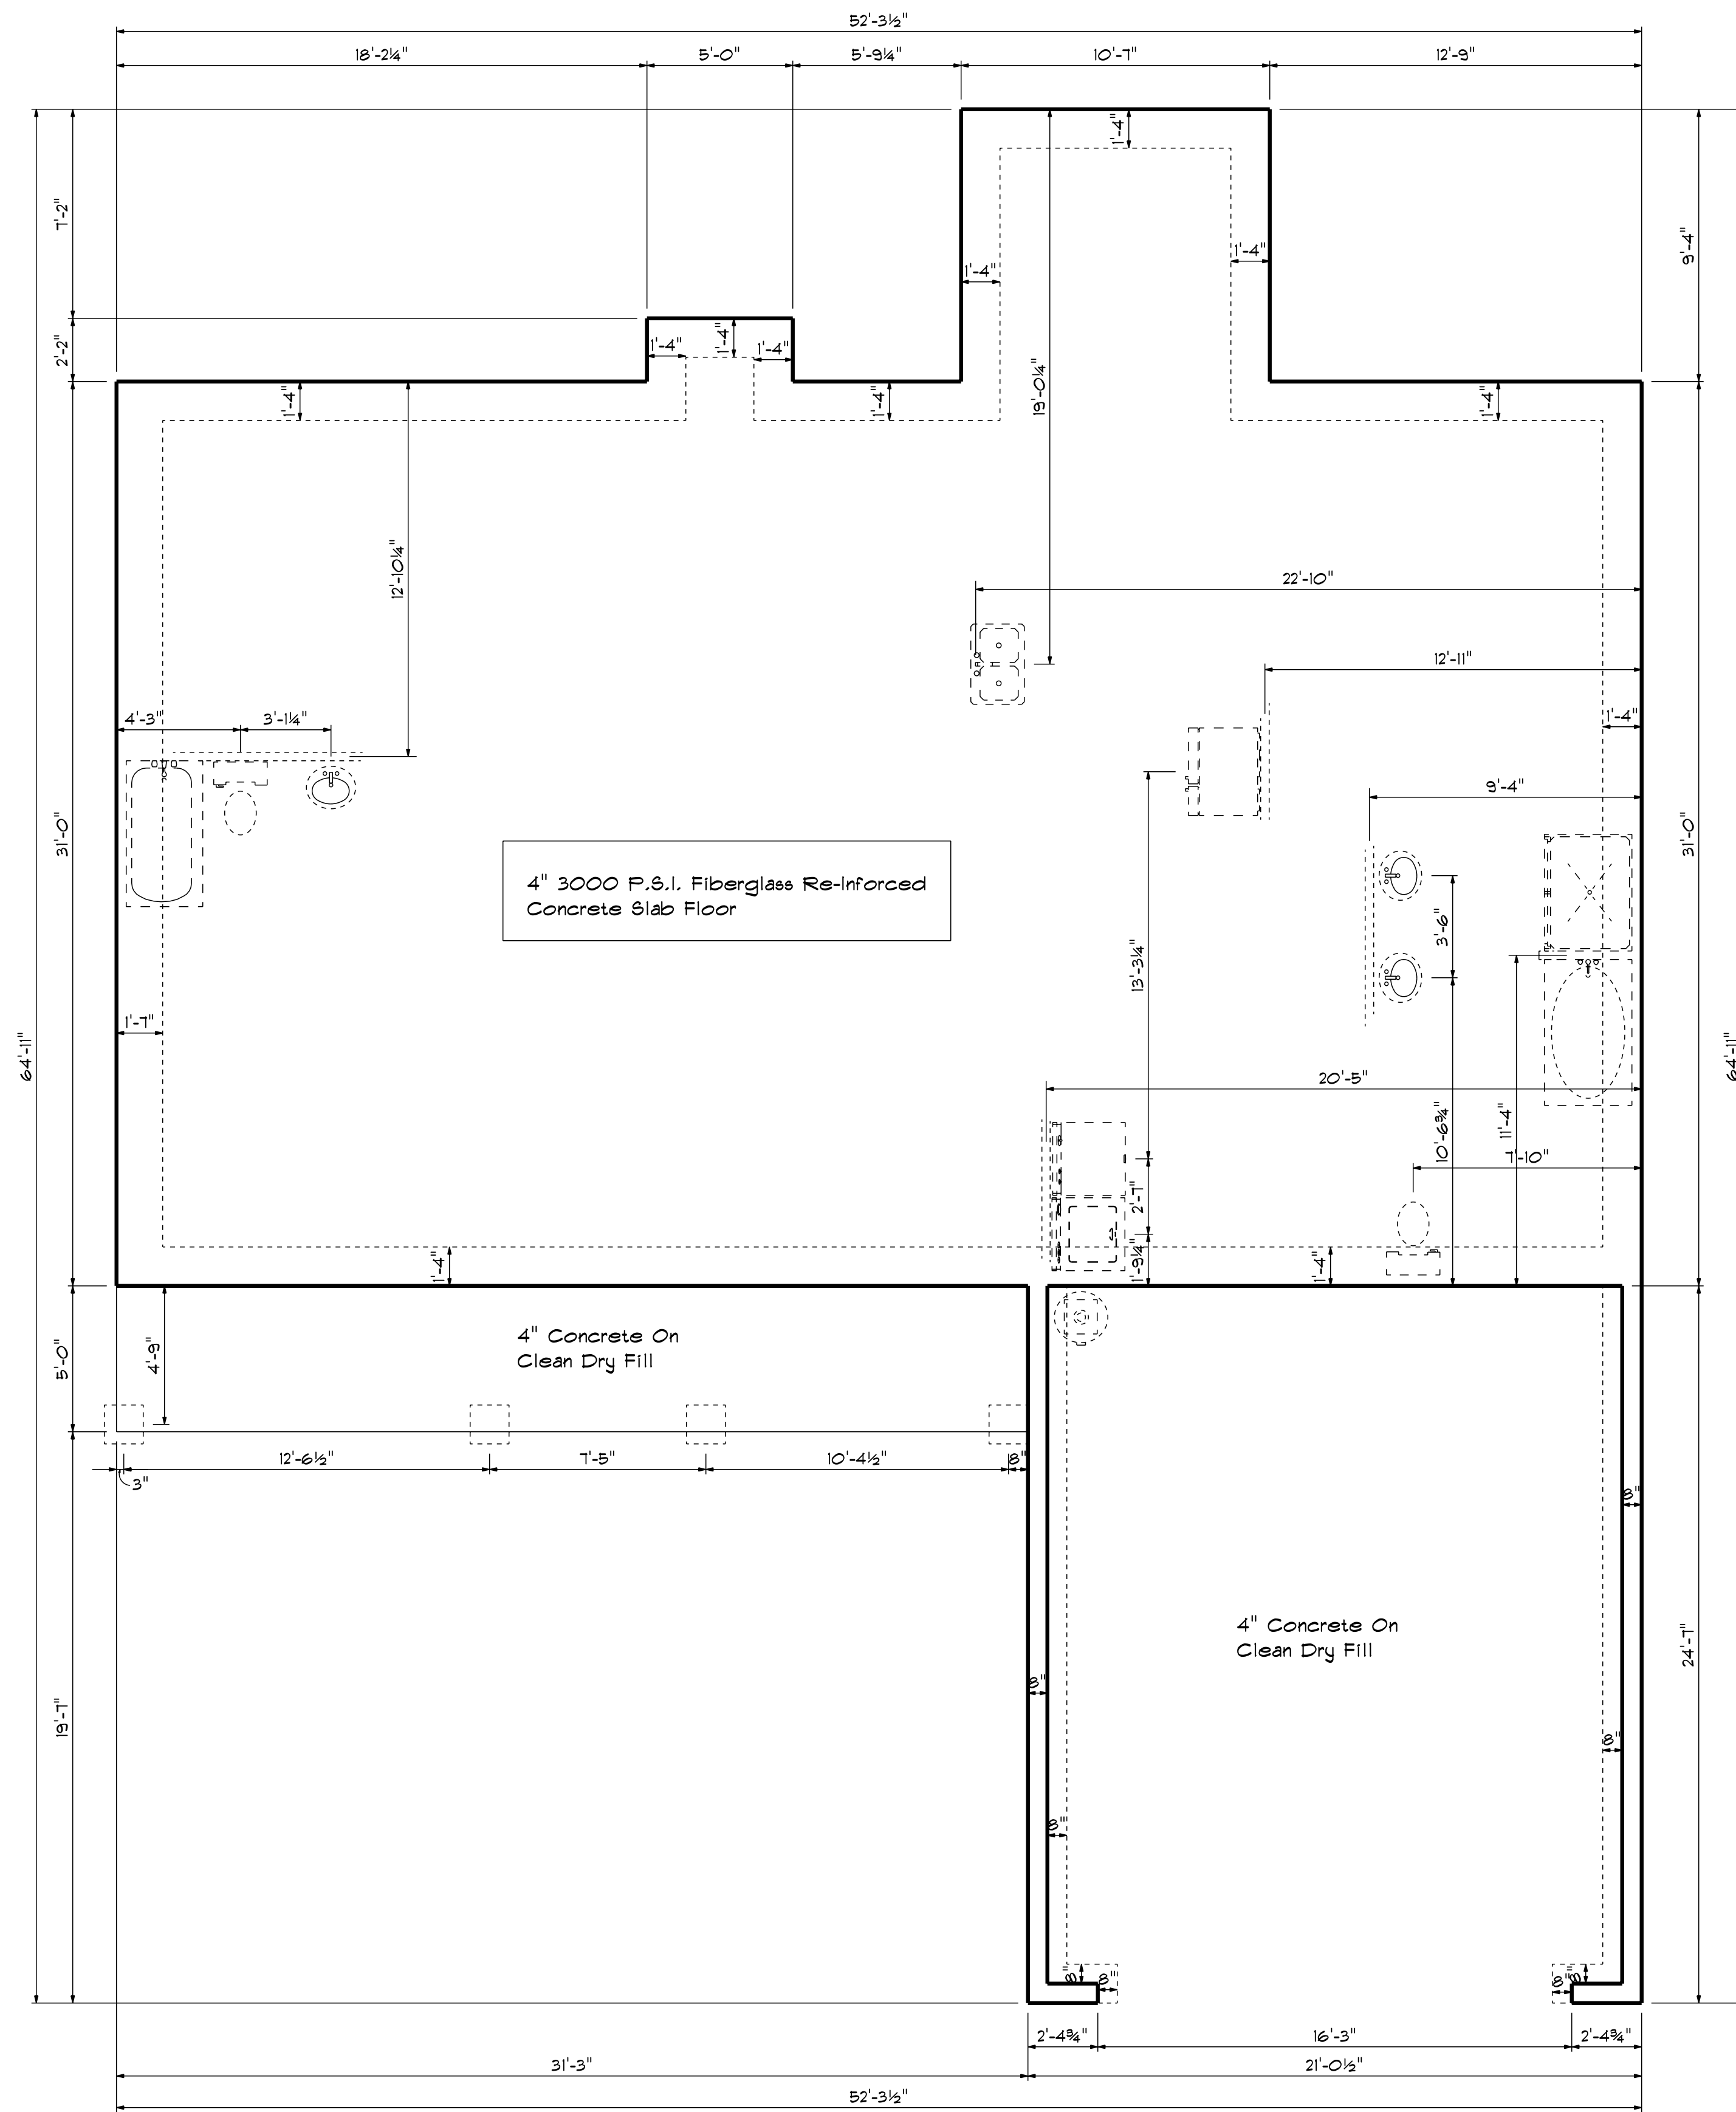 52'-3½"
18'-2¼" 5'-0" 5'-9¼" 10'-7" 12'-9"
1'-4"
7'-2"
9'-4"
1'-4"
1'-4"
2'-2"
1'-4" 1'-4" 1'-4"
19'-0¼"
1'-4" 1'-4" 1'-4"
12'-10¼"
22'-10"
12'-11"
4'-3" 3'-1¼" 1'-4"
9'-4"
31'-0"
31'-0"
4" 3000 P.S.I. Fiberglass Re-Inforced
Concrete Slab Floor
3'-6"
13'-3¼"
1'-7"
64'-11"
64'-11"
20'-5"
11'-4"
10'-6¾"
7'-10"
2'-7"
1'-4" 1'-9¼" 1'-4"
4" Concrete On
Clean Dry Fill
5'-0" 4'-9"
12'-6½" 7'-5" 10'-4½" 8"
3"
8"
4" Concrete On
Clean Dry Fill
24'-7"
8"
19'-7"
8"
8"
8" 8" 8" 8"
2'-4¾" 16'-3" 2'-4¾"
31'-3" 21'-0½"
52'-3½"